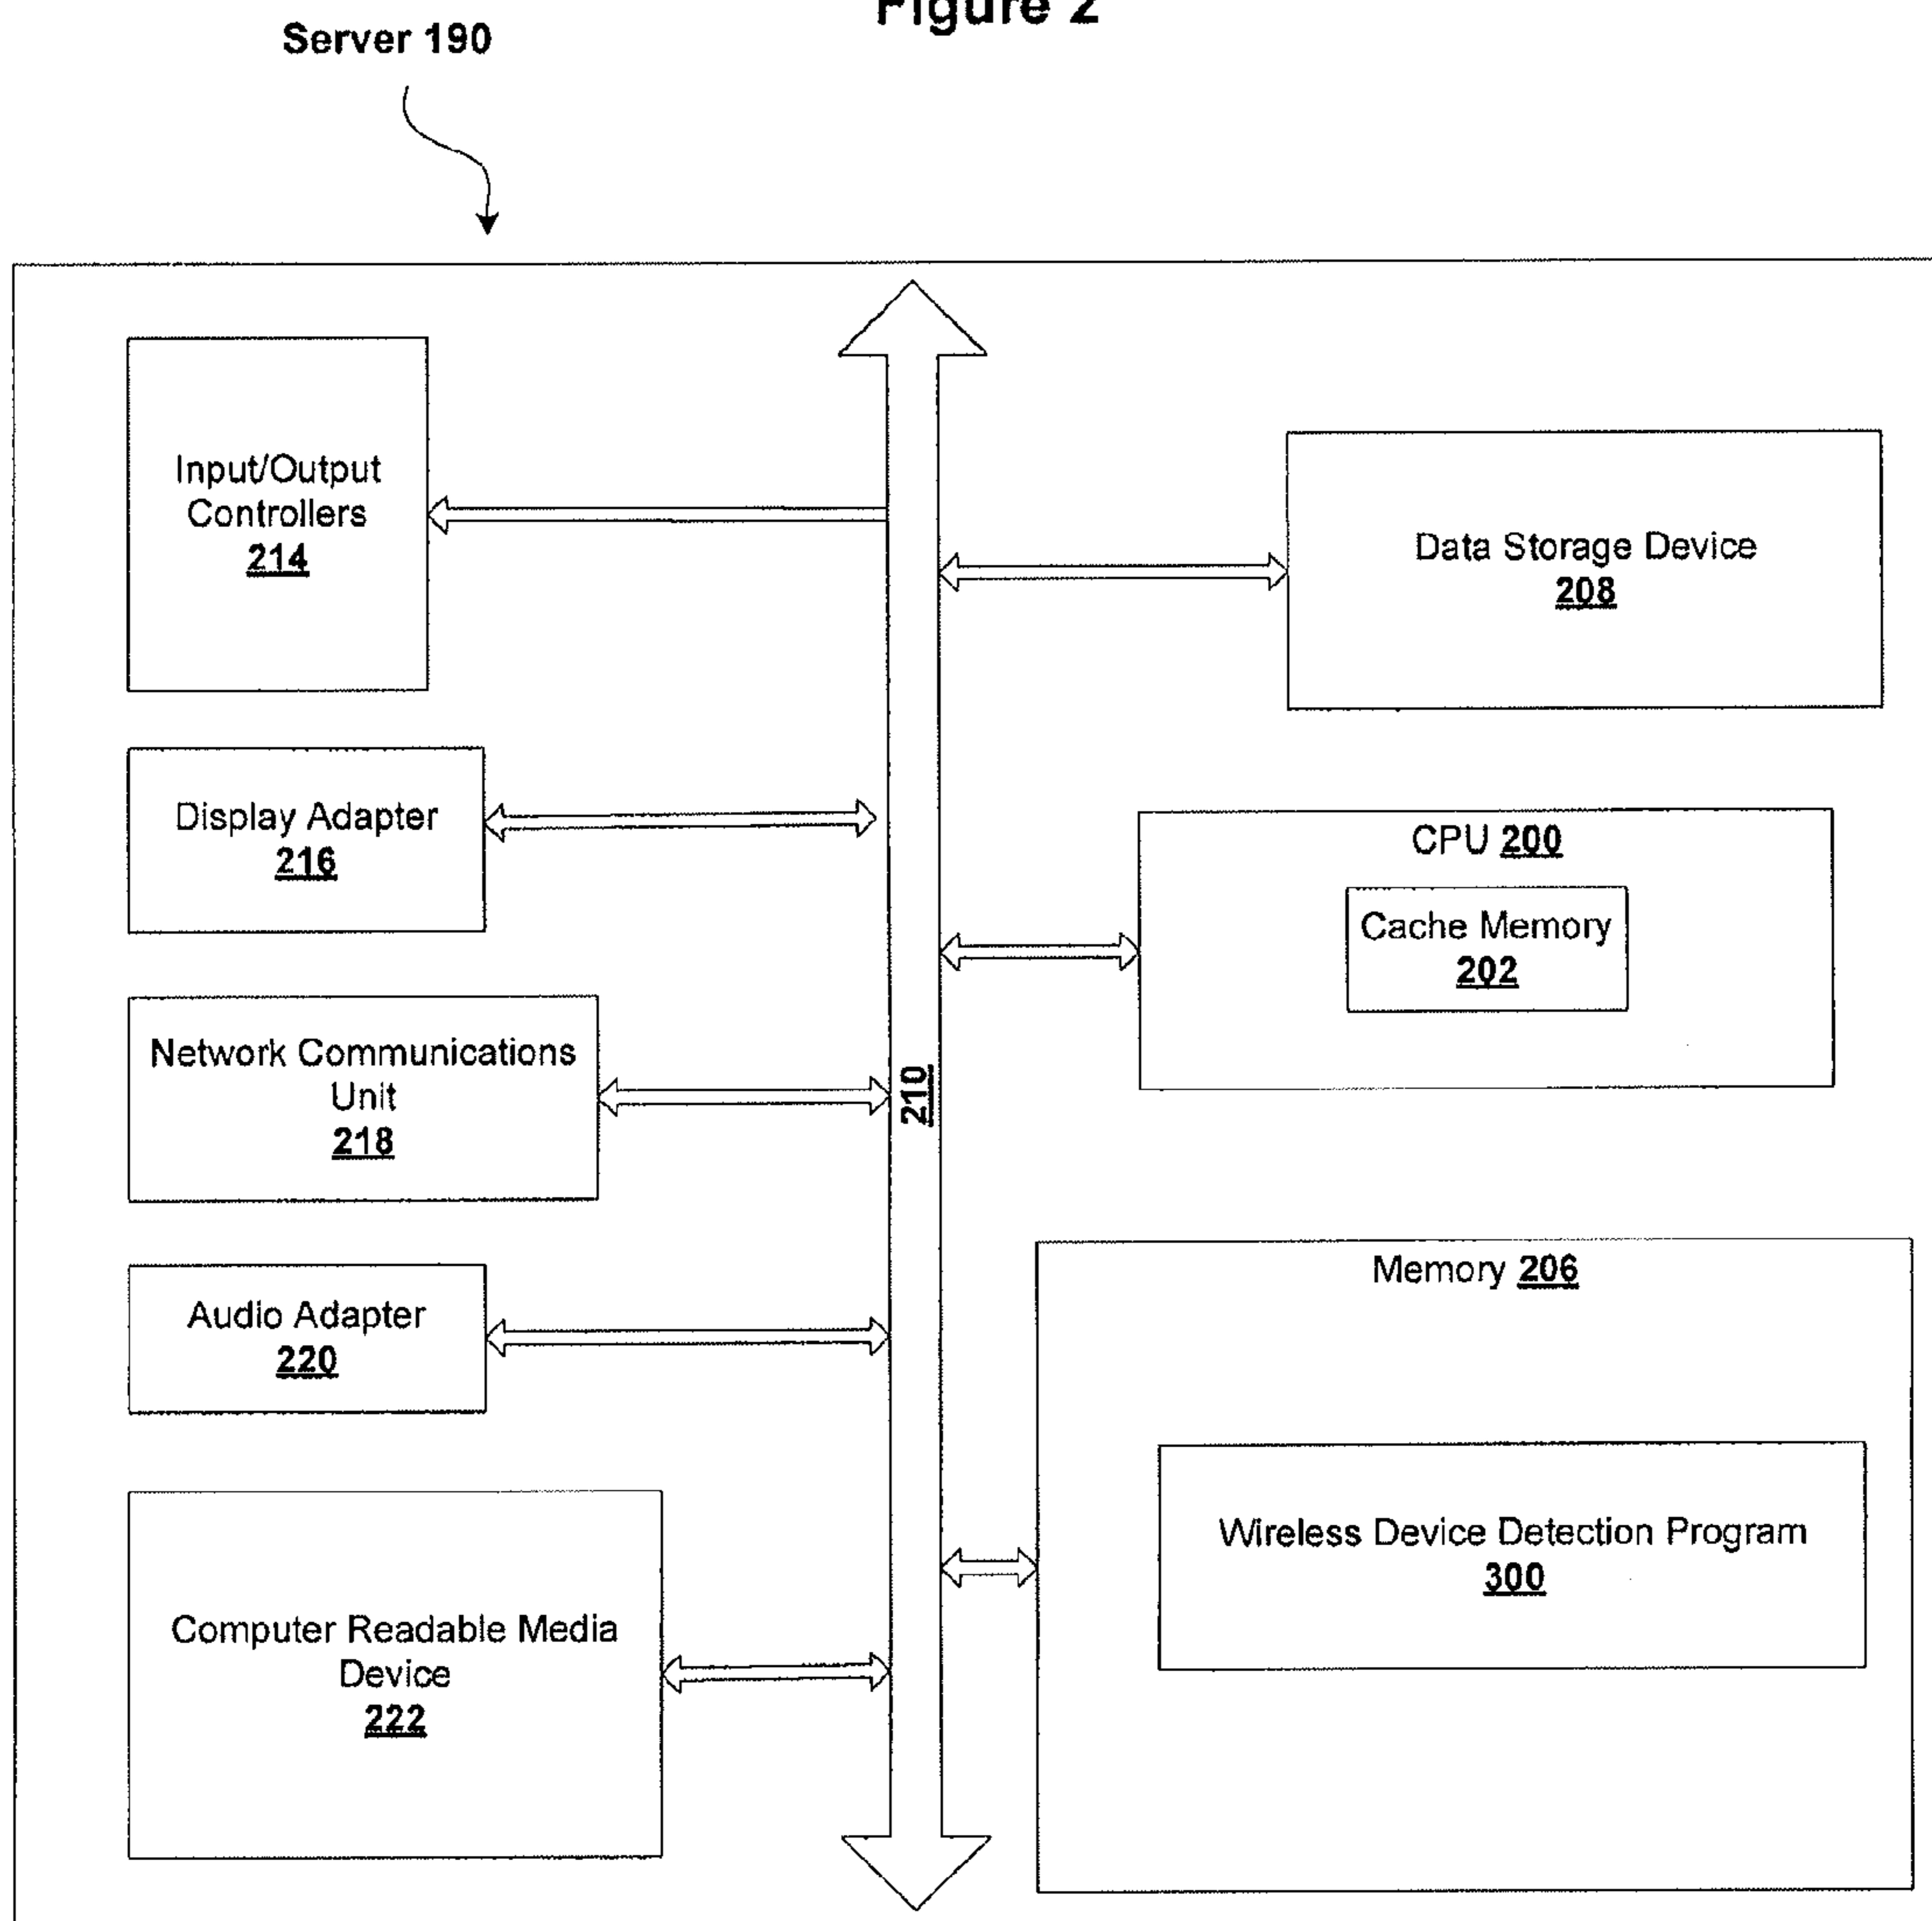 Figure 2
Server 190
Input/Output
Controllers
214
Data Storage Device
208
Display Adapter
216
CPU 200
Cache Memory
202
Network Communications
Unit
218
210
Audio Adapter
220
Memory 206
Wireless Device Detection Program
300
Computer Readable Media
Device
222